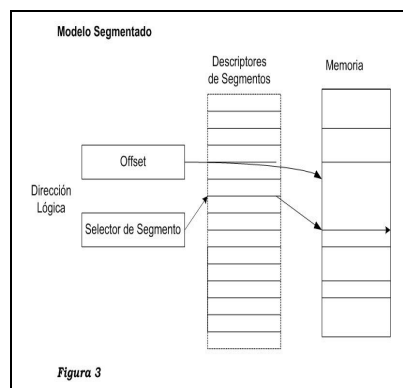 Modelo Segmentado
Descriptores
de Segmentos
Memoria
Offset
Dirección
Lógica
Selector de Segmento
Figura 3